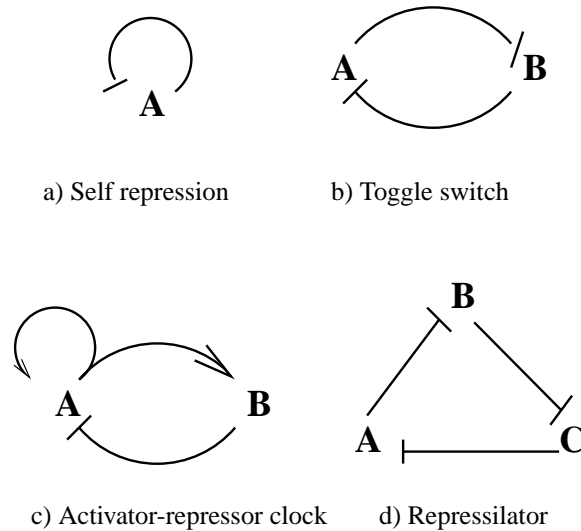 A
a) Self repression
A B
b) Toggle switch
A B
c) Activator-repressor clock
B
A C
d) Repressilator